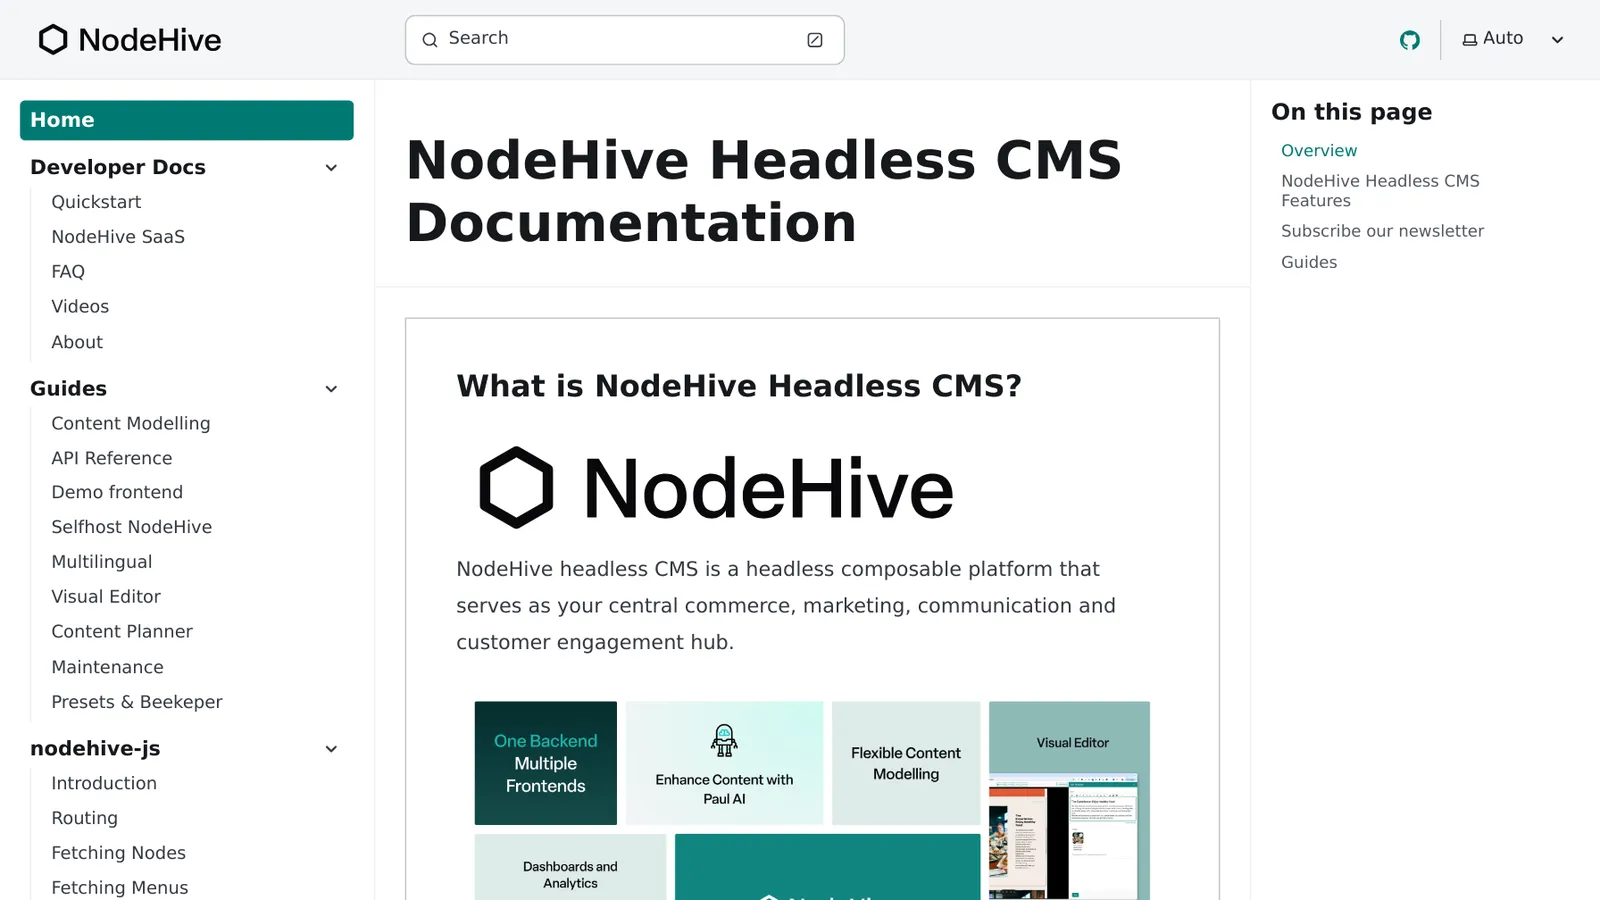 NodeHive
Search
Auto
Home
Developer Docs
Quickstart
NodeHive SaaS
FAQ
Videos
About
Guides
Content Modelling
API Reference
Demo frontend
Selfhost NodeHive
Multilingual
Visual Editor
Content Planner
Maintenance
Presets & Beekeper
nodehive-js
Introduction
Routing
Fetching Nodes
Fetching Menus
NodeHive Headless CMS
Documentation
What is NodeHive Headless CMS?
NodeHive
NodeHive headless CMS is a headless composable platform that
serves as your central commerce, marketing, communication and
customer engagement hub.
One Backend
Multiple
Frontends
Enhance Content with
Paul AI
Flexible Content
Modelling
Visual Editor
Dashboards and
Analytics
On this page
Overview
NodeHive Headless CMS
Features
Subscribe our newsletter
Guides